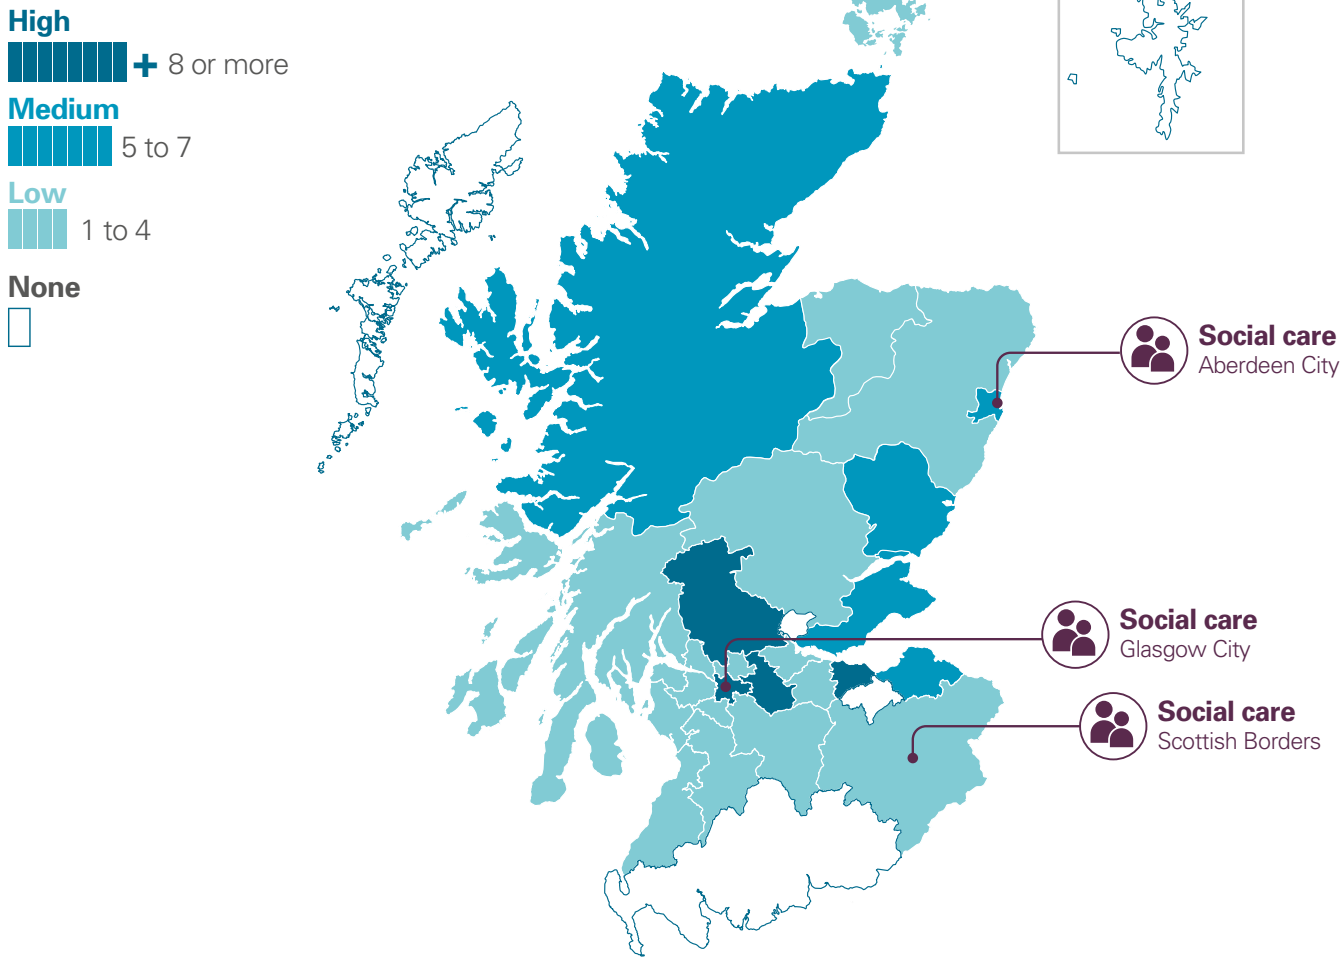 High
+ 8 or more
Medium
5 to 7
Low
1 to 4
None
Social care
Aberdeen City
Social care
Glasgow City
Social care
Scottish Borders